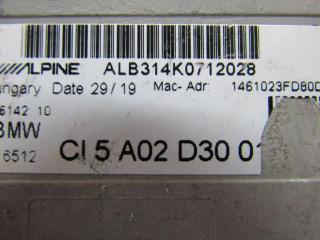 ALPINE ALB314K0712028
ungary Date 29/19 Mac- Adr: 1461023FD80D
6142 10
BMW
6512 CI 5 A02 D30 01